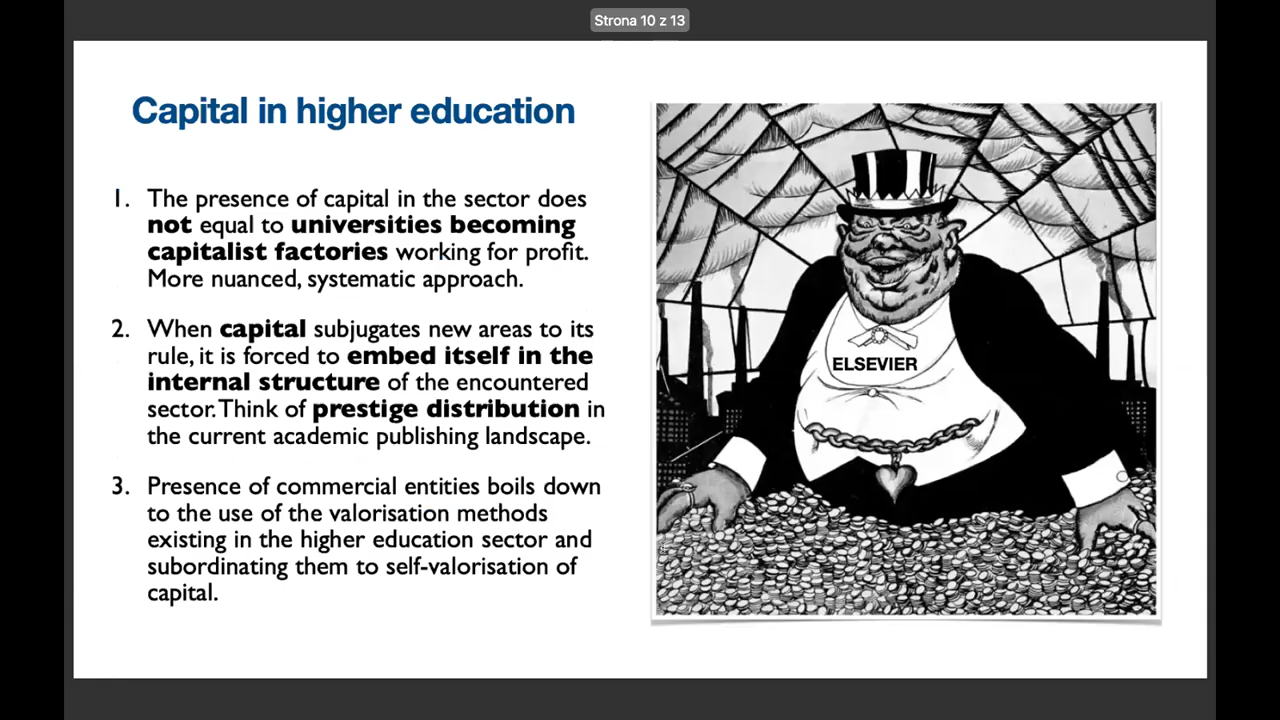 Strona 10 z 13
Capital in higher education
1. The presence of capital in the sector does
not equal to universities becoming
capitalist factories working for profit.
More nuanced, systematic approach.
2. When capital subjugates new areas to its
rule, it is forced to embed itself in the
internal structure of the encountered
sector. Think of prestige distribution in
the current academic publishing landscape.
3. Presence of commercial entities boils down
to the use of the valorisation methods
existing in the higher education sector and
subordinating them to self-valorisation of
capital.
ELSEVIER